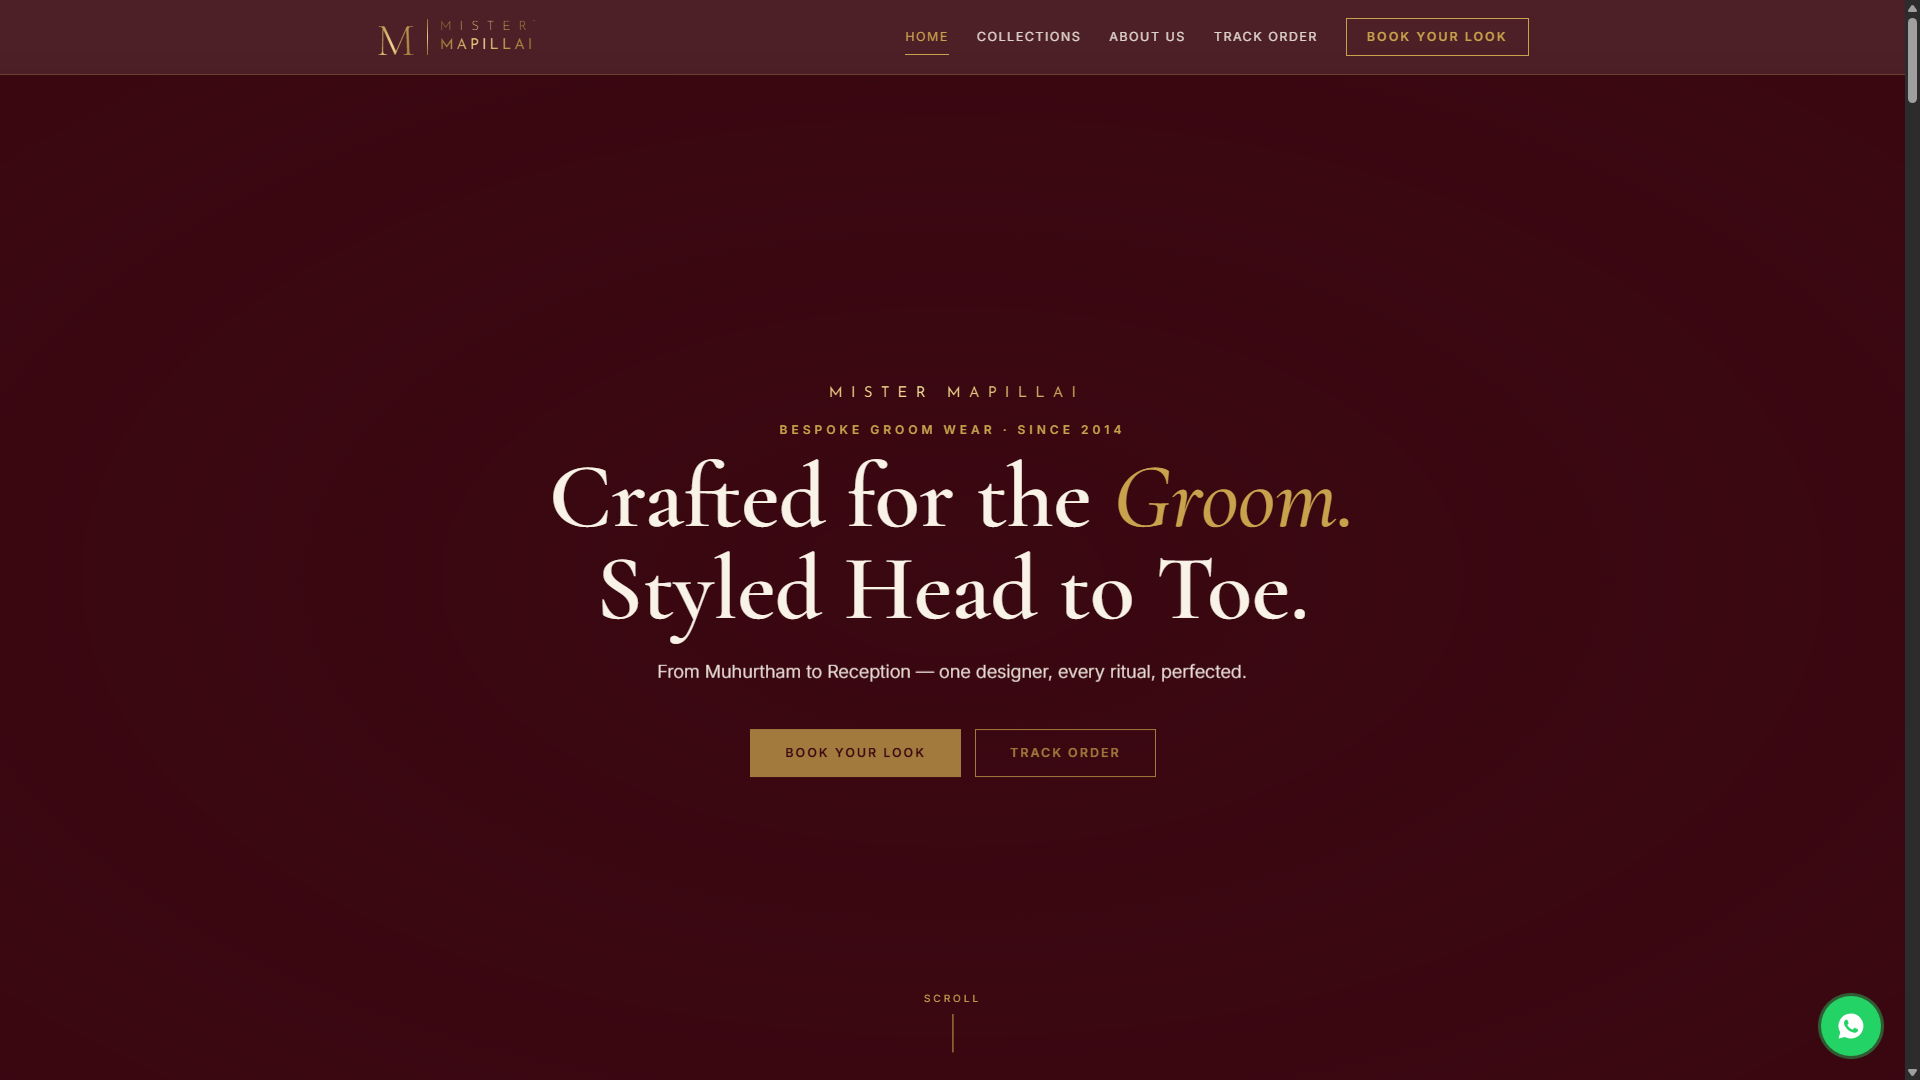 M
MISTER
MAPILLAI
HOME
COLLECTIONS
ABOUT US
TRACK ORDER
BOOK YOUR LOOK
MISTER MAPILLAI
BESPOKE GROOM WEAR · SINCE 2014
Crafted for the Groom.
Styled Head to Toe.
From Muhurtham to Reception — one designer, every ritual, perfected.
BOOK YOUR LOOK
TRACK ORDER
SCROLL